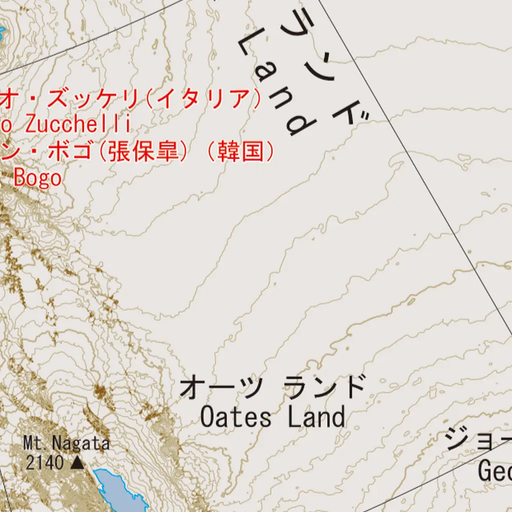 ランド
Land
オ・ズッケリ(イタリア)
o Zucchelli
ン・ボゴ(張保皐) (韓国)
Bogo
オーツ ランド
Oates Land
Mt Nagata
2140
ジョー
Geo